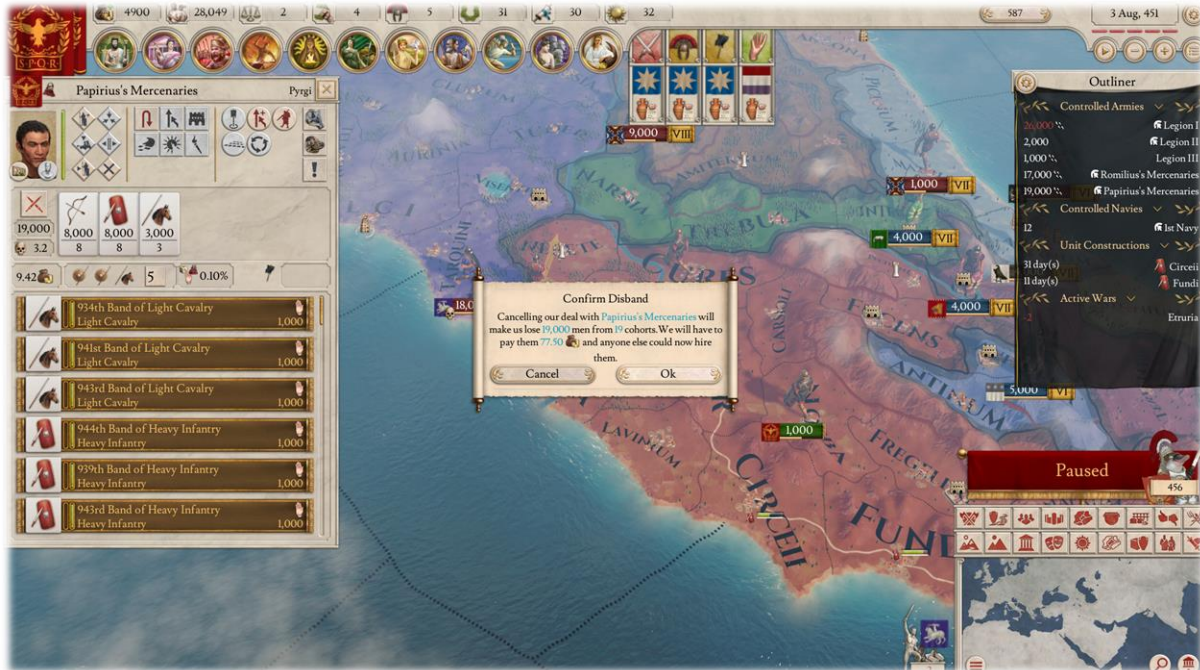 4900
28,049
2
4
5
31
30
32
587
3 Aug, 451
S·P·Q·R
Papirius's Mercenaries
Pyrgi
19,000
3.2
8,000
8
8,000
8
3,000
3
9.42
5
0.10%
934th Band of Light Cavalry
Light Cavalry
1,000
941st Band of Light Cavalry
Light Cavalry
1,000
943rd Band of Light Cavalry
Light Cavalry
1,000
944th Band of Heavy Infantry
Heavy Infantry
1,000
939th Band of Heavy Infantry
Heavy Infantry
1,000
943rd Band of Heavy Infantry
Heavy Infantry
1,000
9,000 VIII
1,000 VII
4,000 VII
4,000 VII
5,000 VI
18,0
1,000
NARNIA
TREBULA
CURES
TARQUINI
CARMALI
FECENS
ANTINUM
LAVINIUM
FREGELL
CIRCEII
FUND
Confirm Disband
Cancelling our deal with Papirius's Mercenaries will
make us lose 19,000 men from 19 cohorts. We will have to
pay them 77.50 and anyone else could now hire
them.
Cancel
Ok
Outliner
Controlled Armies
26,000 Legion I
2,000 Legion II
1,000 Legion III
17,000 Romilius's Mercenaries
19,000 Papirius's Mercenaries
Controlled Navies
12 1st Navy
Unit Constructions
31 day(s) Circeii
11 day(s) Fundi
Active Wars
-2 Etruria
Paused
456